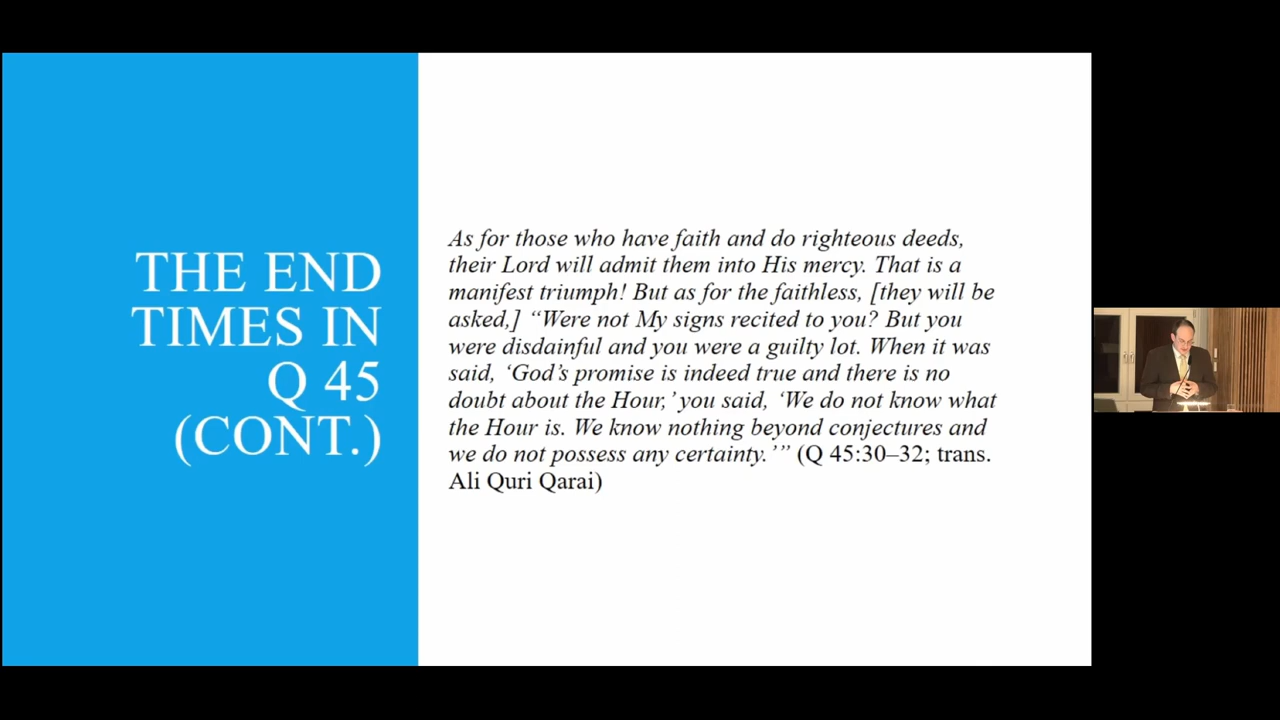 THE END
TIMES IN
Q 45
(CONT.)
As for those who have faith and do righteous deeds,
their Lord will admit them into His mercy. That is a
manifest triumph! But as for the faithless, [they will be
asked,] “Were not My signs recited to you? But you
were disdainful and you were a guilty lot. When it was
said, ‘God’s promise is indeed true and there is no
doubt about the Hour,’ you said, ‘We do not know what
the Hour is. We know nothing beyond conjectures and
we do not possess any certainty.’” (Q 45:30–32; trans.
Ali Quri Qarai)